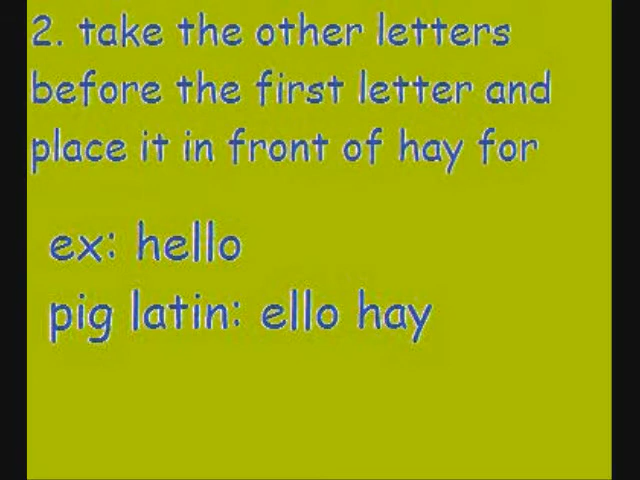 2. take the other letters
before the first letter and
place it in front of hay for
ex: hello
pig latin: ello hay